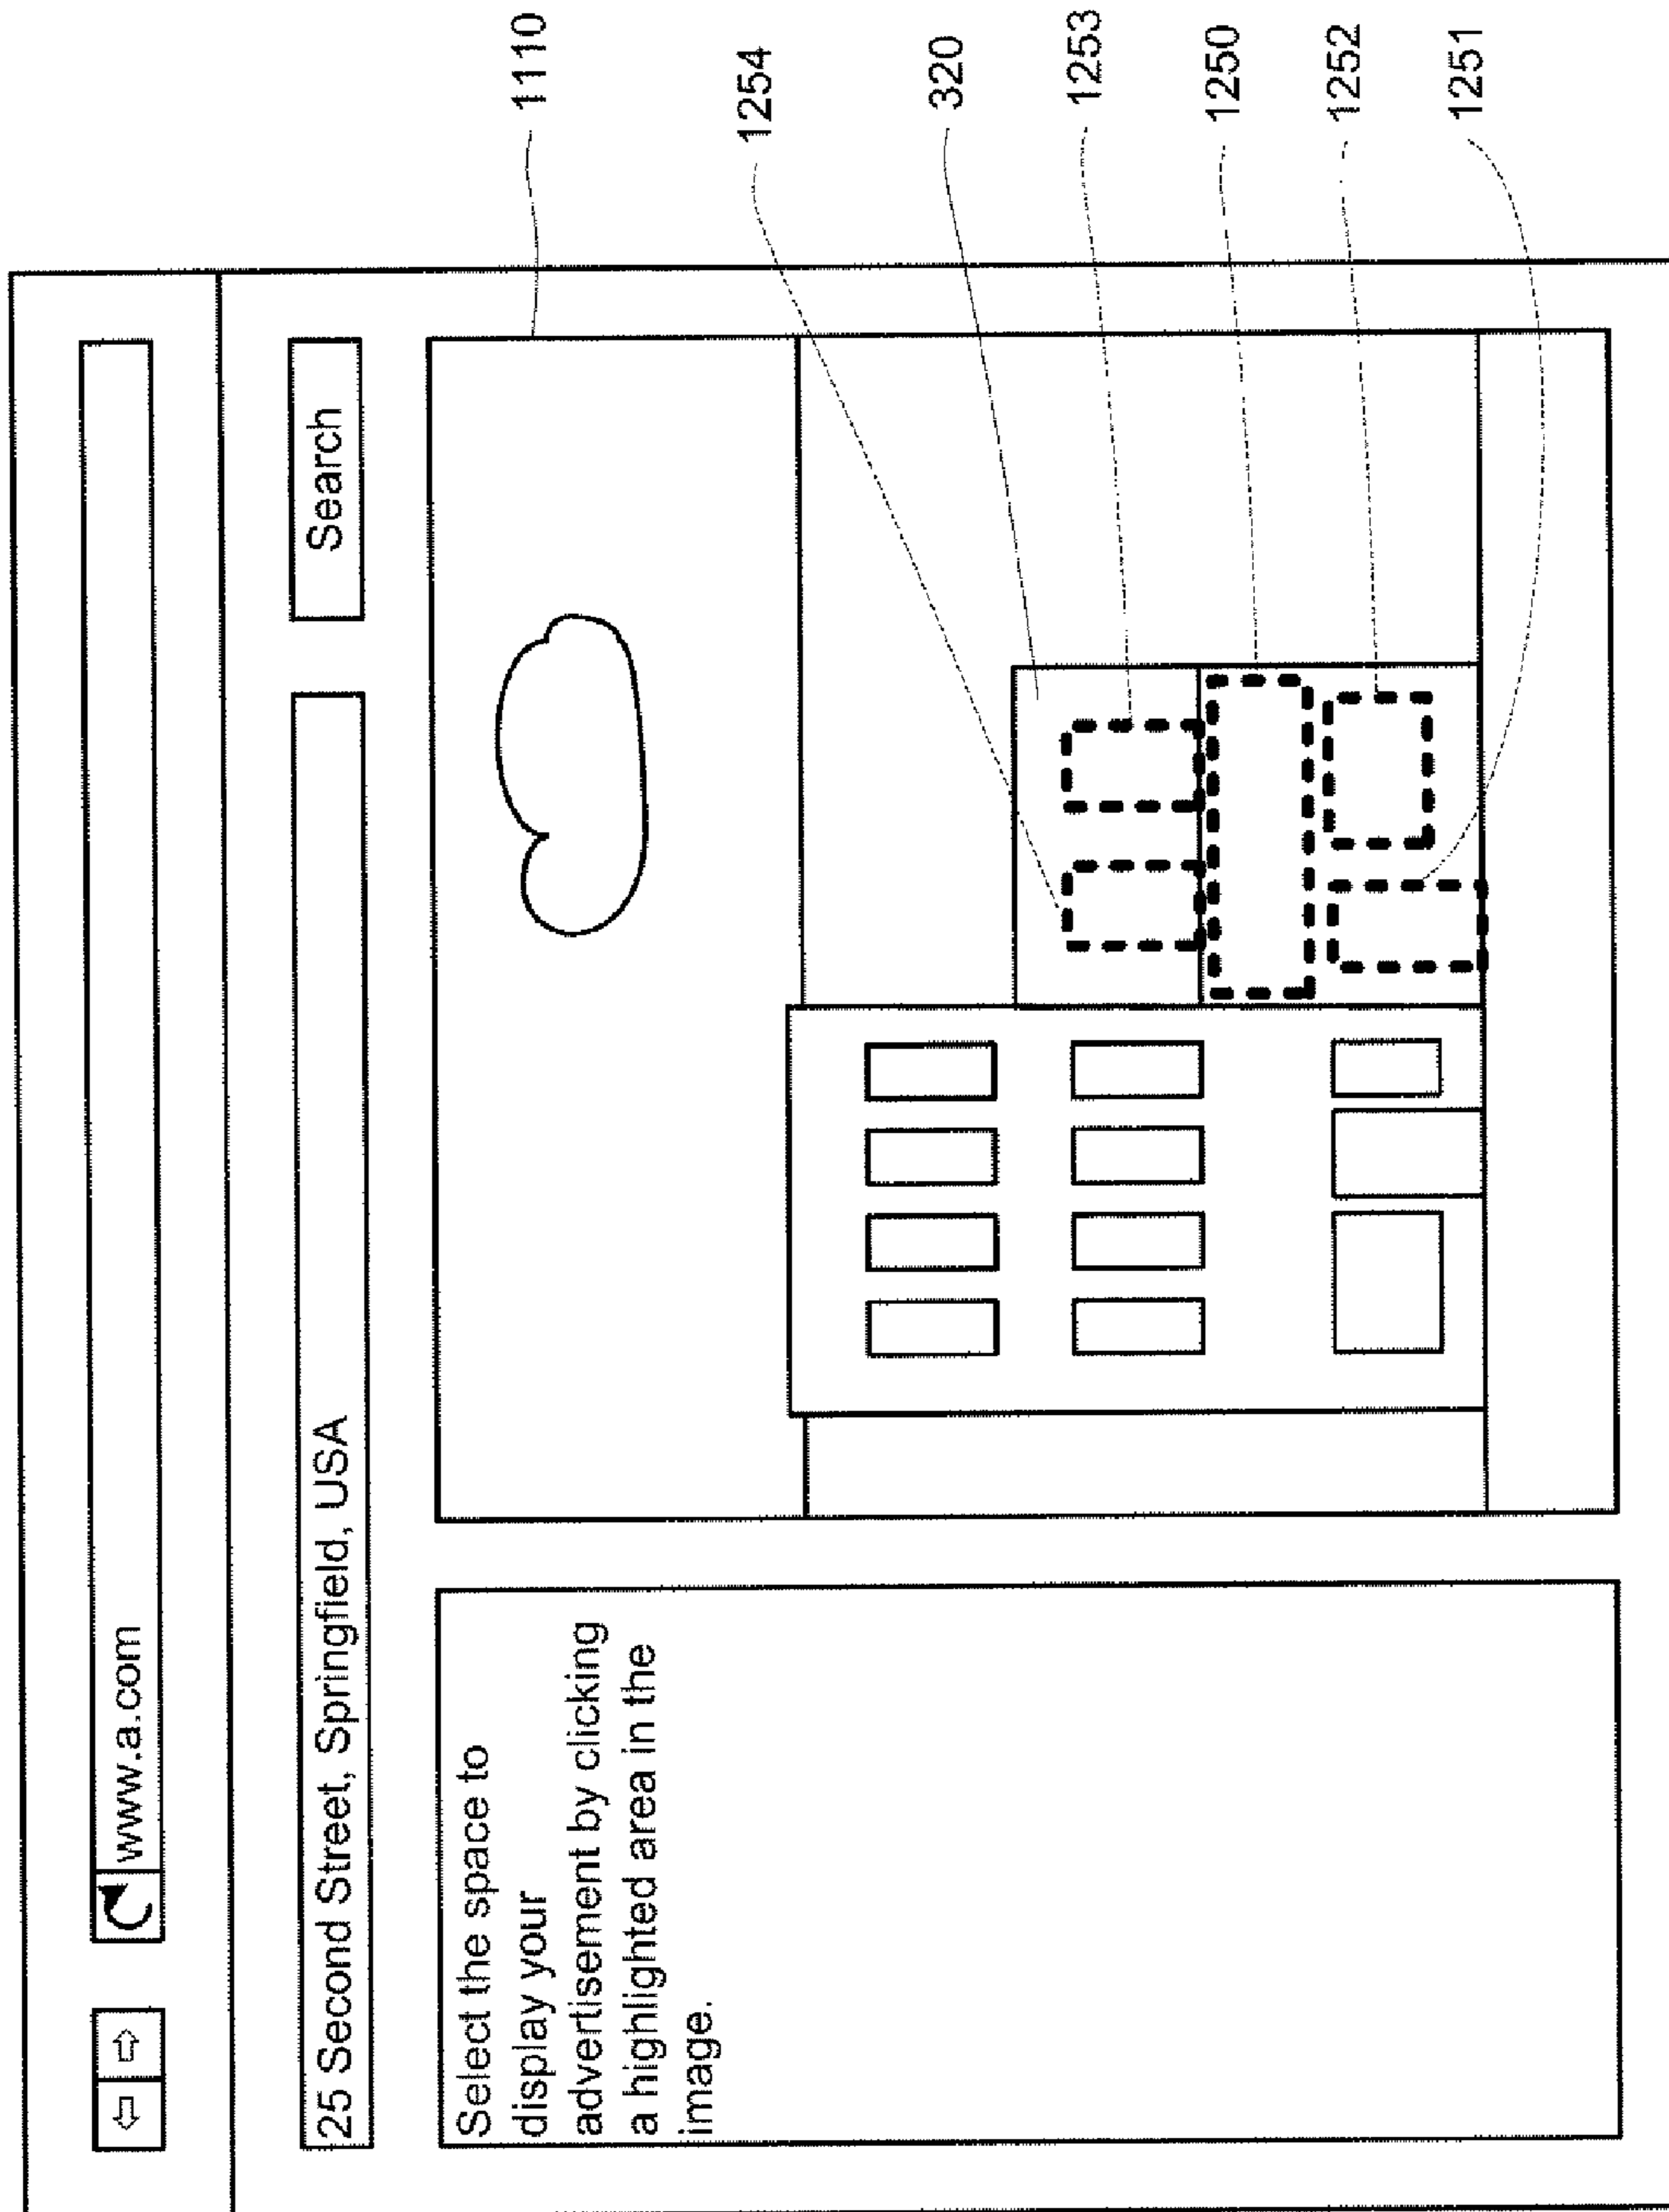 www.a.com
25 Second Street, Springfield, USA
Search
Select the space to
display your
advertisement by clicking
a highlighted area in the
image.
1110
1254
320
1253
1250
1252
1251